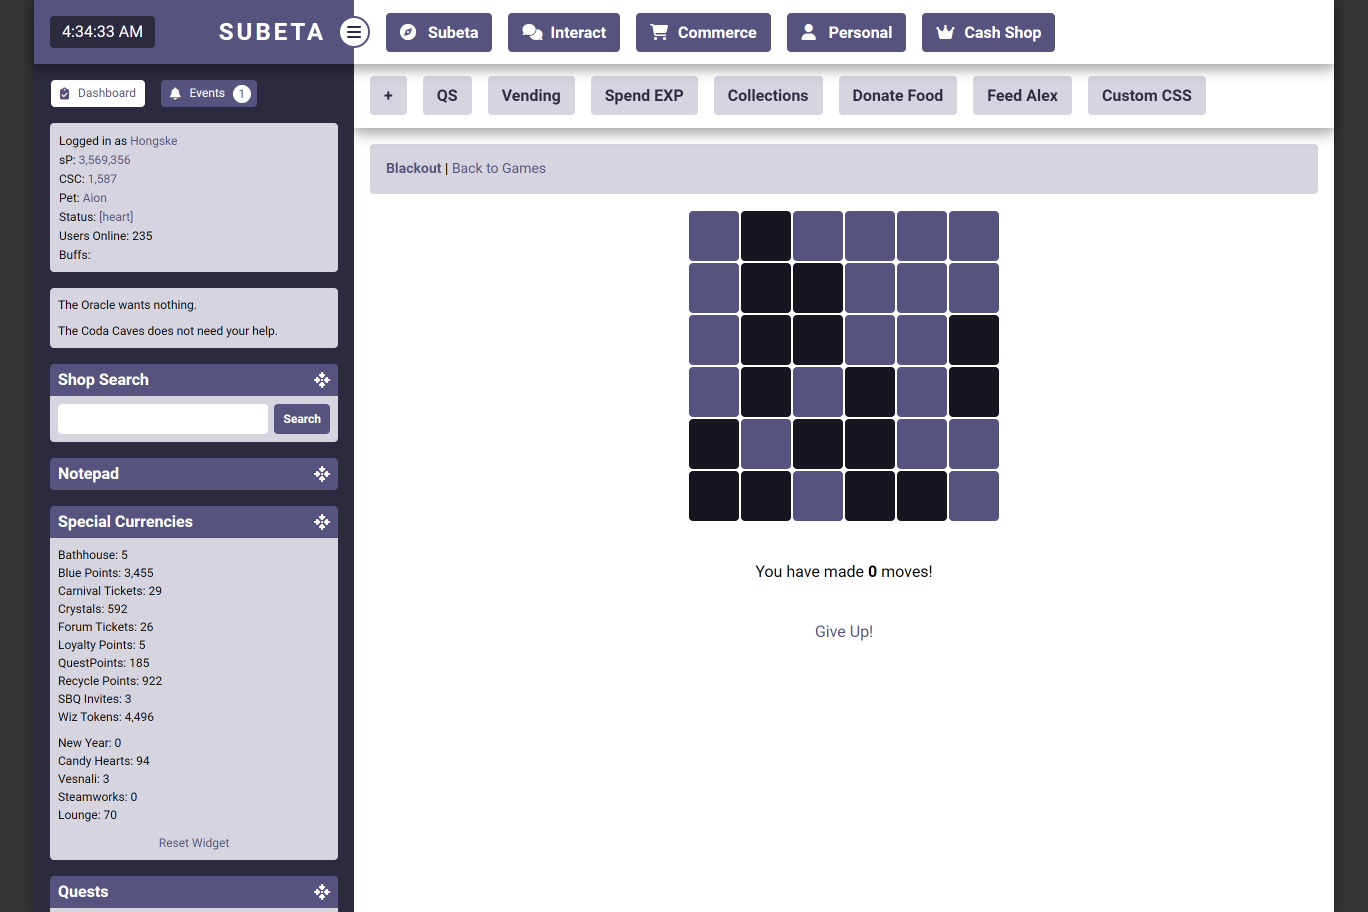 4:34:33 AM
SUBETA
Subeta
Interact
Commerce
Personal
Cash Shop
Dashboard
Events 1
+
QS
Vending
Spend EXP
Collections
Donate Food
Feed Alex
Custom CSS
Logged in as Hongske
sP: 3,569,356
CSC: 1,587
Pet: Aion
Status: [heart]
Users Online: 235
Buffs:
The Oracle wants nothing.
The Coda Caves does not need your help.
Shop Search
Search
Notepad
Special Currencies
Bathhouse: 5
Blue Points: 3,455
Carnival Tickets: 29
Crystals: 592
Forum Tickets: 26
Loyalty Points: 5
QuestPoints: 185
Recycle Points: 922
SBQ Invites: 3
Wiz Tokens: 4,496
New Year: 0
Candy Hearts: 94
Vesnali: 3
Steamworks: 0
Lounge: 70
Reset Widget
Quests
Blackout | Back to Games
You have made 0 moves!
Give Up!